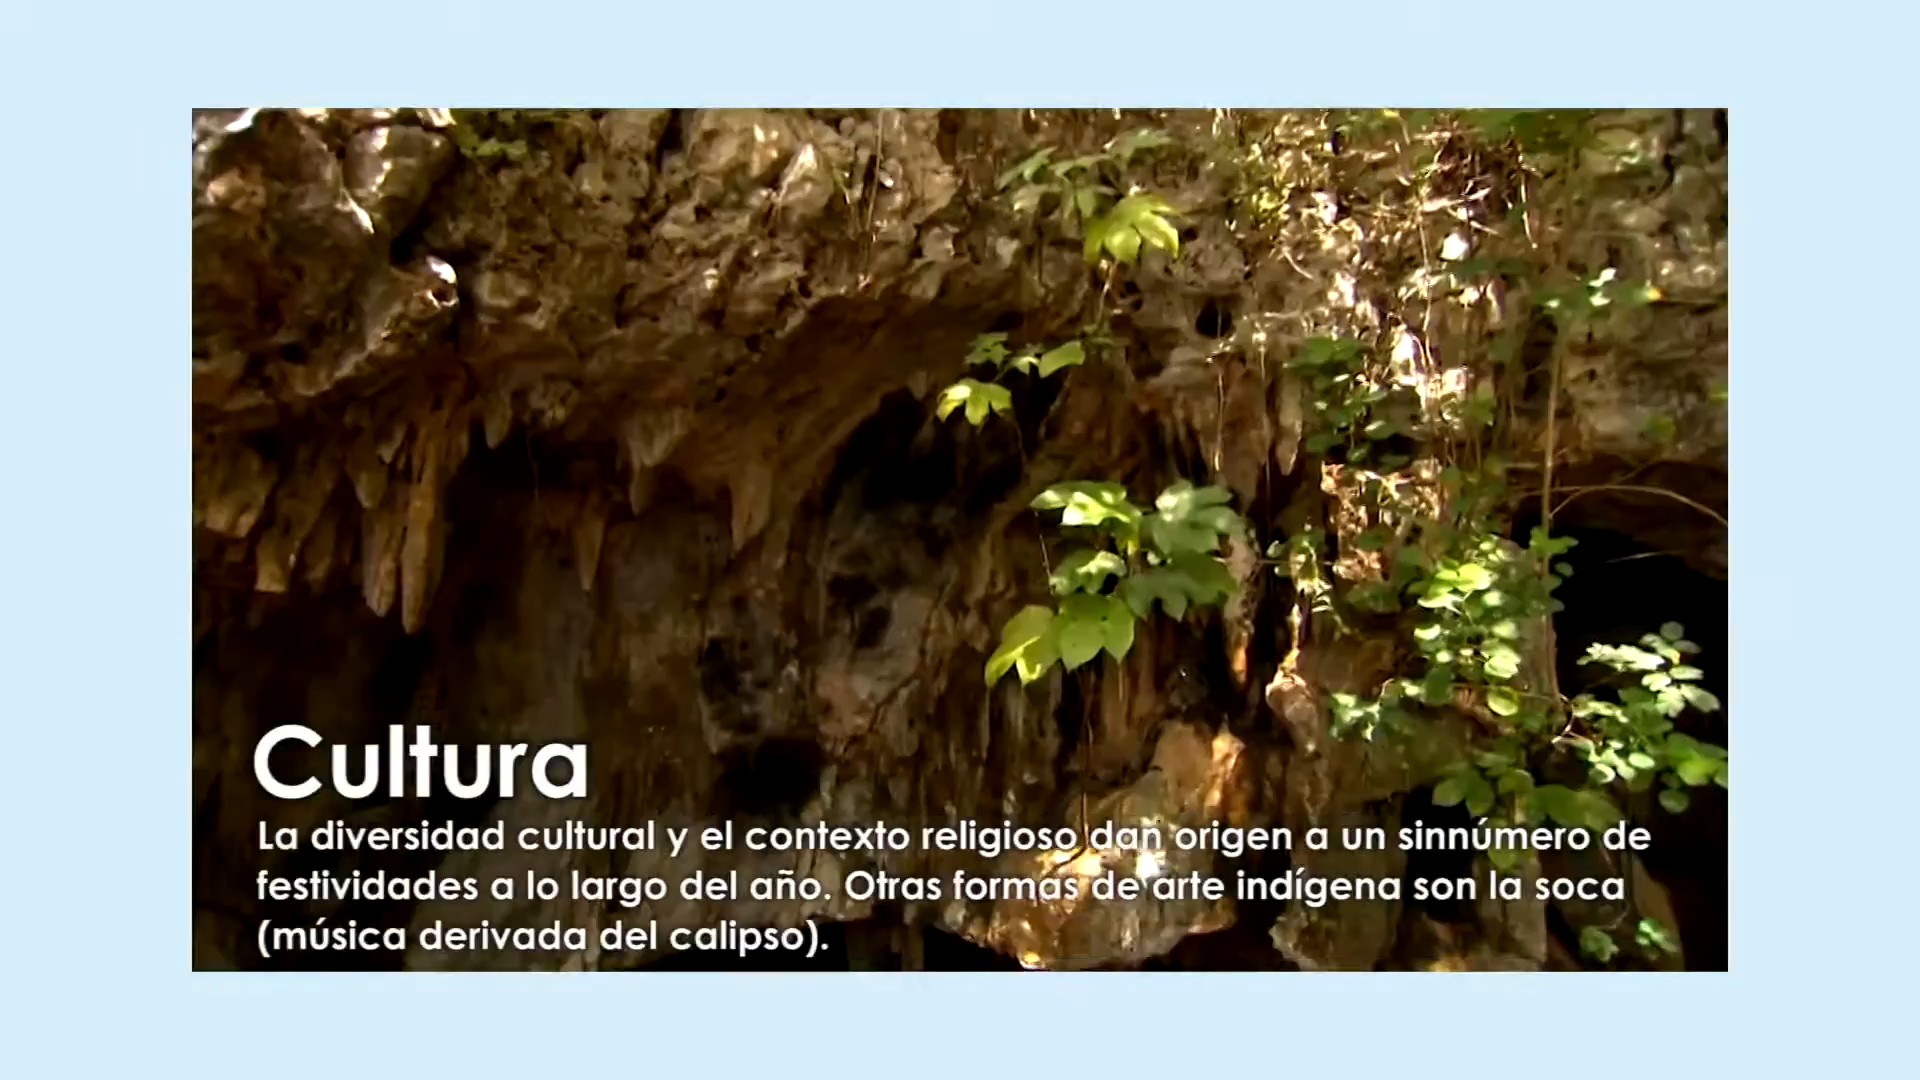 Cultura
La diversidad cultural y el contexto religioso dan origen a un sinnúmero de
festividades a lo largo del año. Otras formas de arte indígena son la soca
(música derivada del calipso).